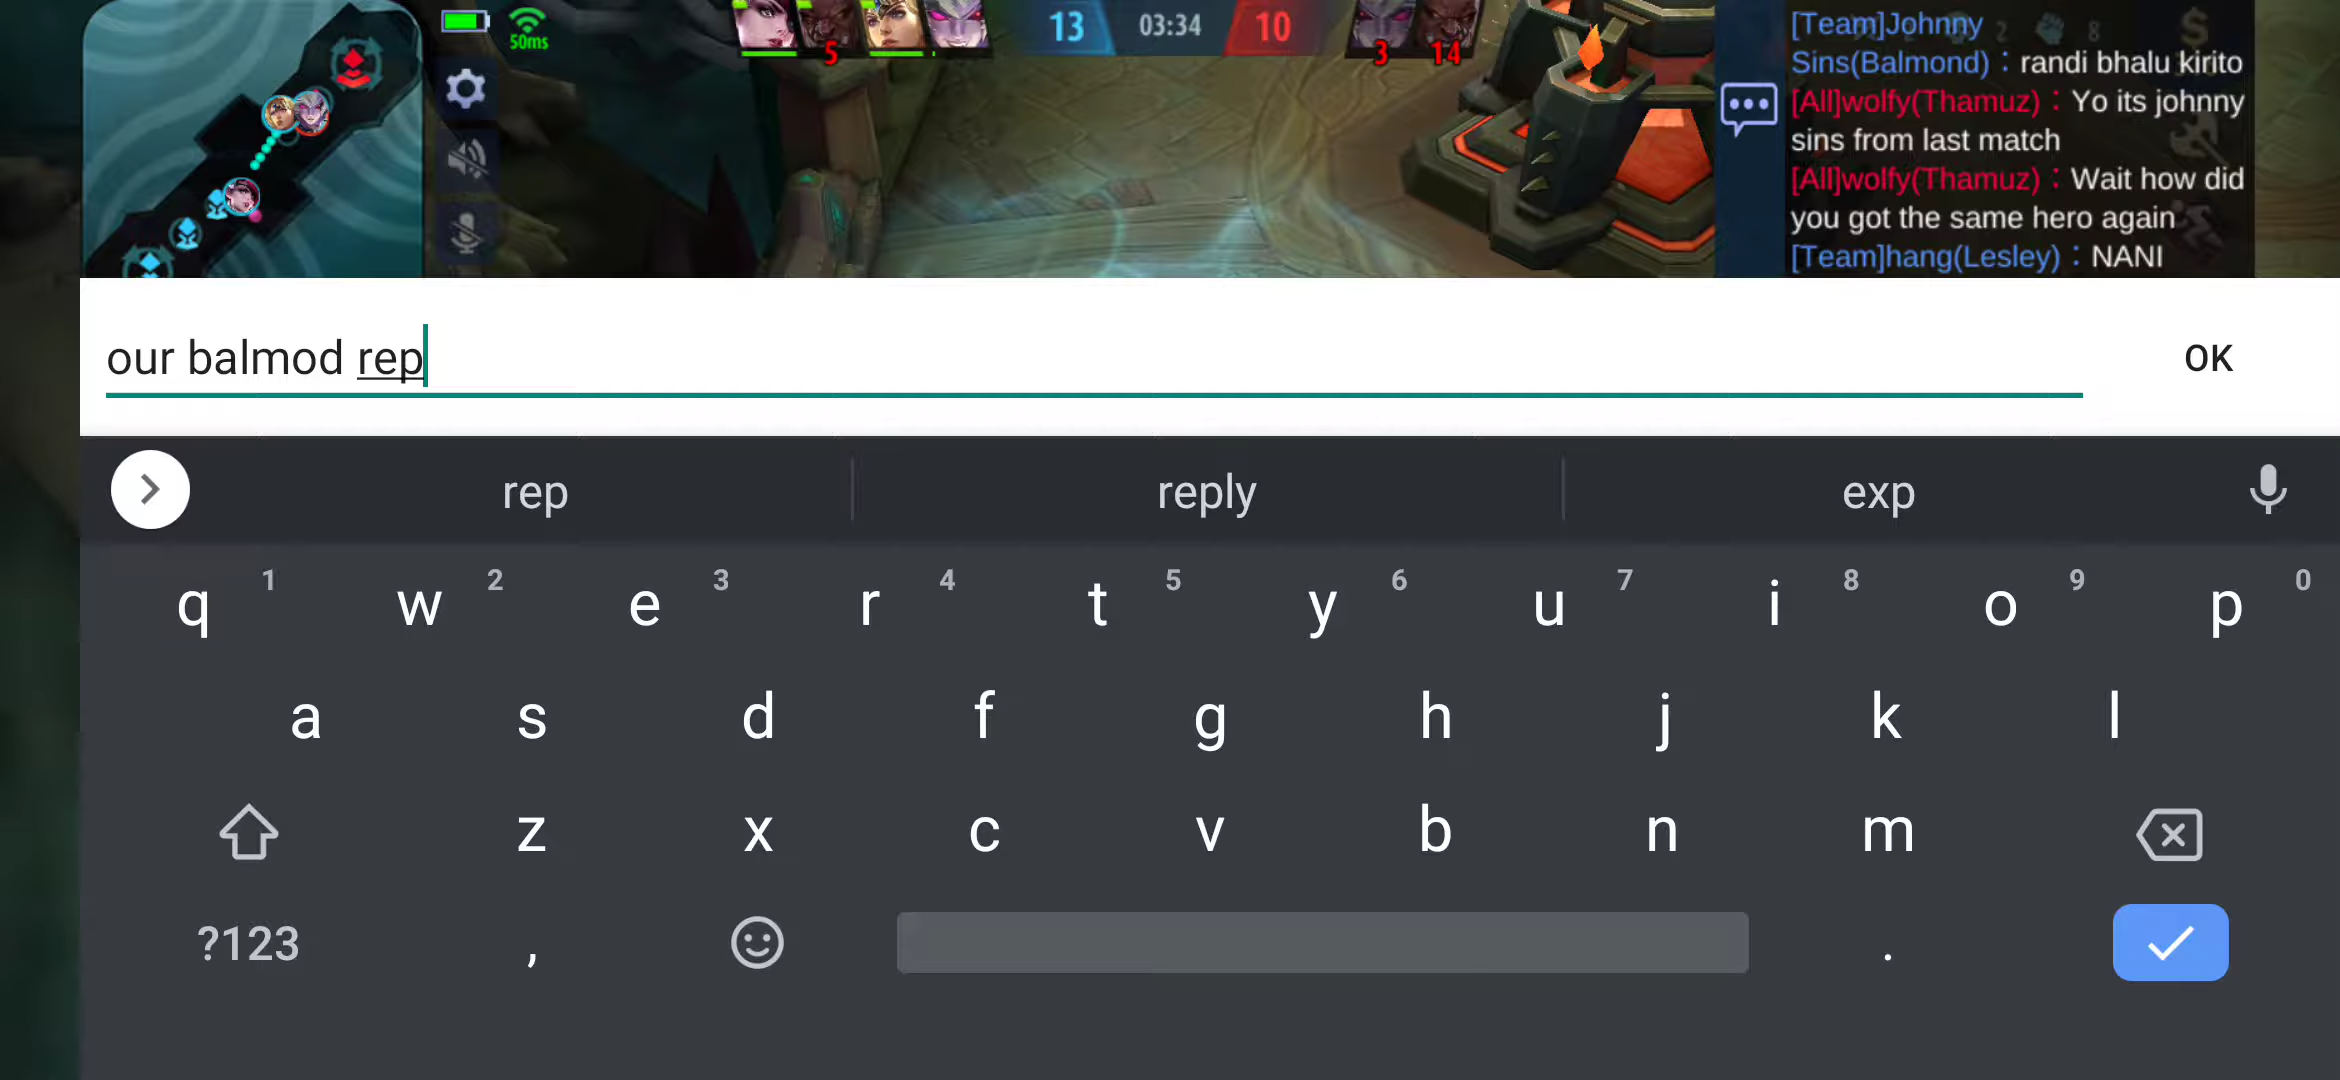 50ms
5
13
03:34
10
3
14
2
8
[Team]Johnny
Sins(Balmond) : randi bhalu kirito
[All]wolfy(Thamuz) : Yo its johnny
sins from last match
[All]wolfy(Thamuz) : Wait how did
you got the same hero again
[Team]hang(Lesley) : NANI
our balmod rep
OK
rep
reply
exp
q 1 w 2 e 3 r 4 t 5 y 6 u 7 i 8 o 9 p 0
a s d f g h j k l
z x c v b n m
?123 , .